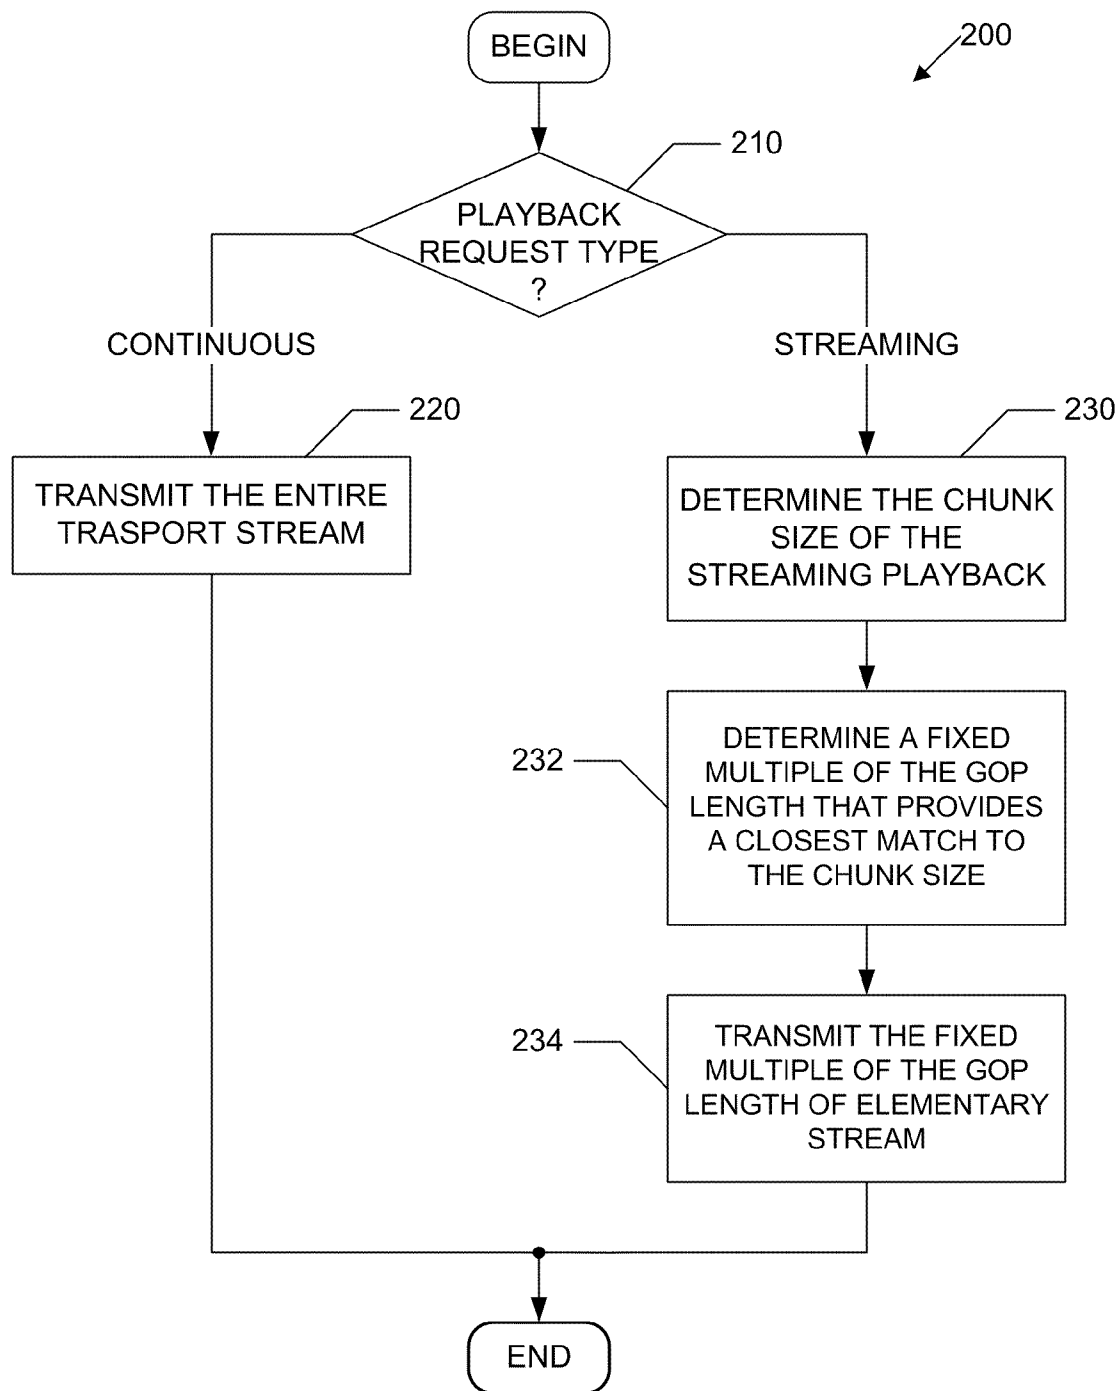 BEGIN
200
210
PLAYBACK
REQUEST TYPE
?
CONTINUOUS
STREAMING
220
230
TRANSMIT THE ENTIRE
TRASPORT STREAM
DETERMINE THE CHUNK
SIZE OF THE
STREAMING PLAYBACK
232
DETERMINE A FIXED
MULTIPLE OF THE GOP
LENGTH THAT PROVIDES
A CLOSEST MATCH TO
THE CHUNK SIZE
234
TRANSMIT THE FIXED
MULTIPLE OF THE GOP
LENGTH OF ELEMENTARY
STREAM
END